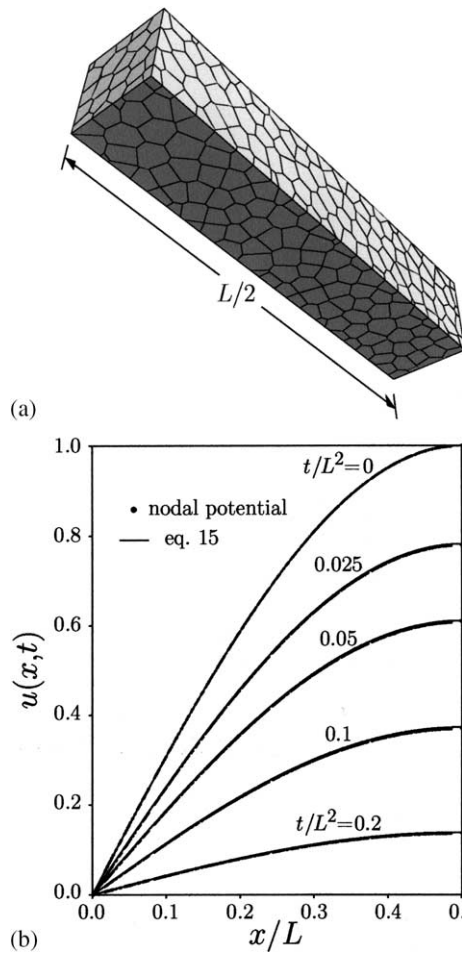 L/2
(a)
1.0
t/L²=0
• nodal potential
— eq. 15
0.8
0.025
0.6
0.05
u(x,t)
0.4
0.1
0.2
t/L²=0.2
0.0
0.0 0.1 0.2 0.3 0.4 0.5
(b)
x/L